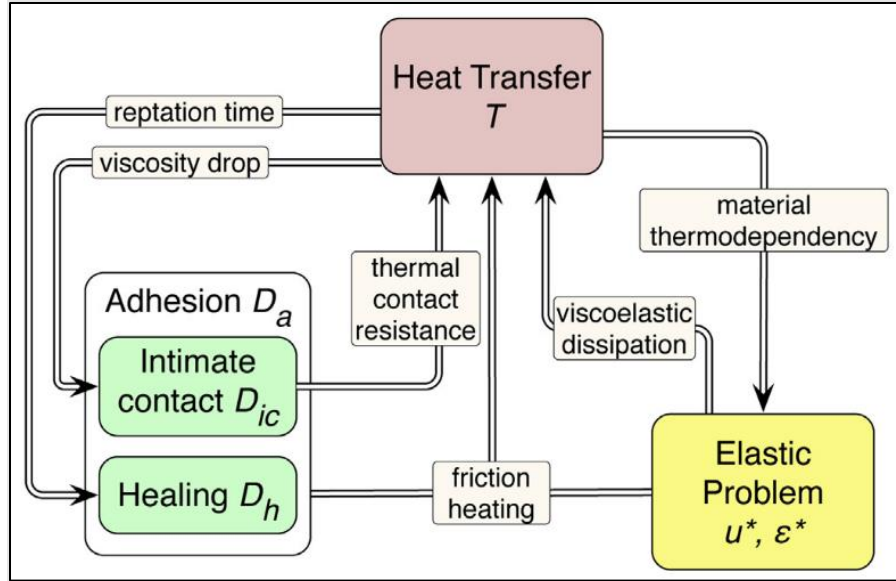 Heat Transfer
T
reptation time
viscosity drop
material
thermodependency
thermal
contact
resistance
Adhesion Dₐ
viscoelastic
dissipation
Intimate
contact D_ic
Elastic
Problem
u*, ε*
friction
heating
Healing D_h